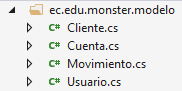 ec.edu.monster.modelo
C# Cliente.cs
C# Cuenta.cs
C# Movimiento.cs
C# Usuario.cs